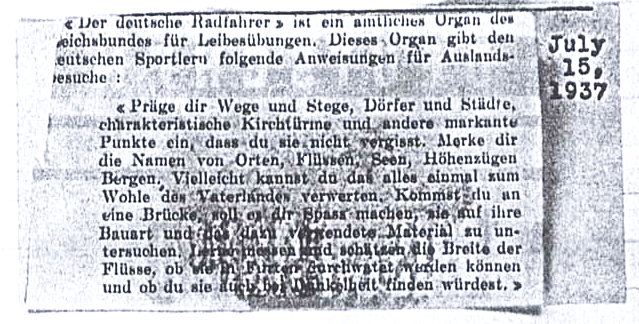 « Der deutsche Radfahrer » ist ein amtliches Organ des
eichsbundes für Leibesübungen. Dieses Organ gibt den
eutschen Sportlern folgende Anweisungen für Auslands-
esuche :
« Präge dir Wege und Stege, Dörfer und Städte,
charakteristische Kirchtürme und andere markante
Punkte ein, dass du sie nicht vergisst. Merke dir
die Namen von Orten, Flüssen, Seen, Höhenzügen
Bergen, Vielleicht kannst du das alles einmal zum
Wohle des Vaterlandes verwerten. Kommst du an
eine Brücke, soll es dir Spass machen, sie auf ihre
Bauart und das dazu verwendete Material zu un-
tersuchen. messen und schätzen die Breite der
Flüsse, ob sie in Furten durchwatet werden können
und ob du sie auch bei Dunkelheit finden würdest. »
July
15,
1937